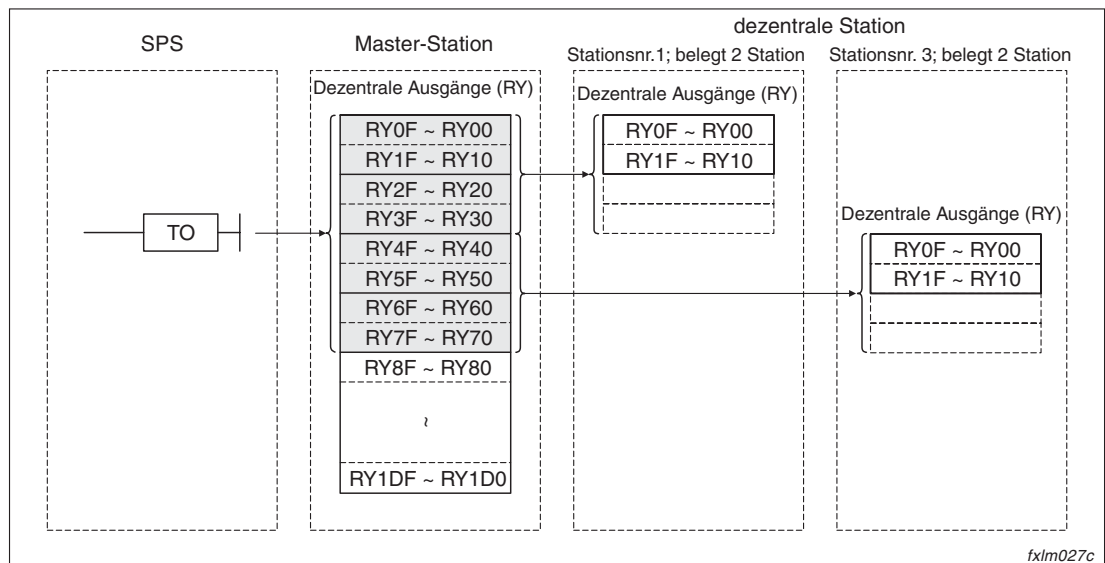 dezentrale Station
SPS
Master-Station
Stationsnr.1; belegt 2 Station
Stationsnr. 3; belegt 2 Station
Dezentrale Ausgänge (RY)
Dezentrale Ausgänge (RY)
RY0F ~ RY00
RY1F ~ RY10
RY2F ~ RY20
RY3F ~ RY30
RY4F ~ RY40
RY5F ~ RY50
RY6F ~ RY60
RY7F ~ RY70
RY8F ~ RY80
~
RY1DF ~ RY1D0
RY0F ~ RY00
RY1F ~ RY10
TO
Dezentrale Ausgänge (RY)
RY0F ~ RY00
RY1F ~ RY10
fxlm027c